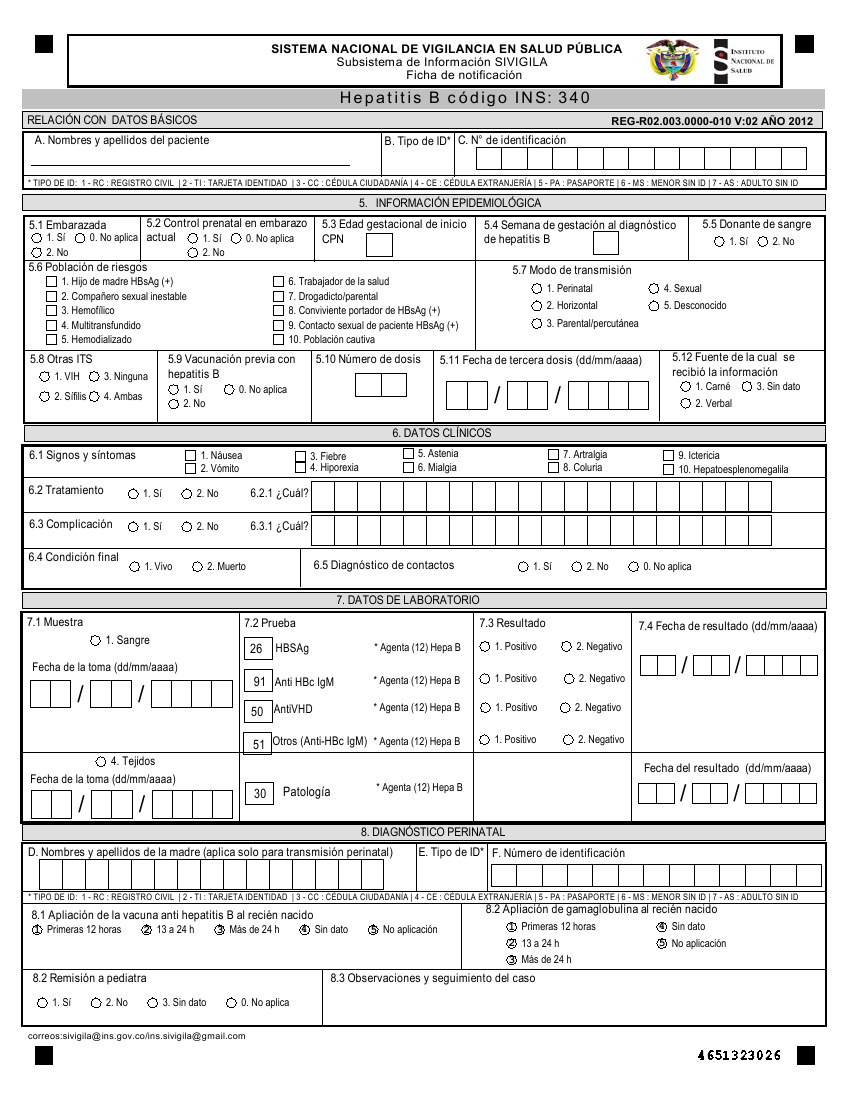 SISTEMA NACIONAL DE VIGILANCIA EN SALUD PÚBLICA
Subsistema de Información SIVIGILA
Ficha de notificación
INSTITUTO
NACIONAL DE
SALUD
Hepatitis B código INS: 340
RELACIÓN CON DATOS BÁSICOS REG-R02.003.0000-010 V:02 AÑO 2012
A. Nombres y apellidos del paciente B. Tipo de ID* C. N° de identificación
* TIPO DE ID: 1 - RC : REGISTRO CIVIL | 2 - TI : TARJETA IDENTIDAD | 3 - CC : CÉDULA CIUDADANÍA | 4 - CE : CÉDULA EXTRANJERÍA | 5 - PA : PASAPORTE | 6 - MS : MENOR SIN ID | 7 - AS : ADULTO SIN ID
5. INFORMACIÓN EPIDEMIOLÓGICA
5.1 Embarazada
1. Sí 0. No aplica
2. No
5.2 Control prenatal en embarazo
actual 1. Sí 0. No aplica
2. No
5.3 Edad gestacional de inicio
CPN
5.4 Semana de gestación al diagnóstico
de hepatitis B
5.5 Donante de sangre
1. Sí 2. No
5.6 Población de riesgos
1. Hijo de madre HBsAg (+)
2. Compañero sexual inestable
3. Hemofílico
4. Multitransfundido
5. Hemodializado
6. Trabajador de la salud
7. Drogadicto/parental
8. Conviviente portador de HBsAg (+)
9. Contacto sexual de paciente HBsAg (+)
10. Población cautiva
5.7 Modo de transmisión
1. Perinatal 4. Sexual
2. Horizontal 5. Desconocido
3. Parental/percutánea
5.8 Otras ITS
1. VIH 3. Ninguna
2. Sífilis 4. Ambas
5.9 Vacunación previa con
hepatitis B
1. Sí 0. No aplica
2. No
5.10 Número de dosis
5.11 Fecha de tercera dosis (dd/mm/aaaa)
/ /
5.12 Fuente de la cual se
recibió la información
1. Carné 3. Sin dato
2. Verbal
6. DATOS CLÍNICOS
6.1 Signos y síntomas 1. Náusea 3. Fiebre 5. Astenia 7. Artralgia 9. Ictericia
2. Vómito 4. Hiporexia 6. Mialgia 8. Coluria 10. Hepatoesplenomegalila
6.2 Tratamiento 1. Sí 2. No 6.2.1 ¿Cuál?
6.3 Complicación 1. Sí 2. No 6.3.1 ¿Cuál?
6.4 Condición final 1. Vivo 2. Muerto 6.5 Diagnóstico de contactos 1. Sí 2. No 0. No aplica
7. DATOS DE LABORATORIO
7.1 Muestra
1. Sangre
Fecha de la toma (dd/mm/aaaa)
/ /
7.2 Prueba
26 HBSAg * Agenta (12) Hepa B
91 Anti HBc IgM * Agenta (12) Hepa B
50 AntiVHD * Agenta (12) Hepa B
51 Otros (Anti-HBc IgM) * Agenta (12) Hepa B
7.3 Resultado
1. Positivo 2. Negativo
1. Positivo 2. Negativo
1. Positivo 2. Negativo
1. Positivo 2. Negativo
7.4 Fecha de resultado (dd/mm/aaaa)
/ /
4. Tejidos
Fecha de la toma (dd/mm/aaaa)
/ /
30 Patología * Agenta (12) Hepa B
Fecha del resultado (dd/mm/aaaa)
/ /
8. DIAGNÓSTICO PERINATAL
D. Nombres y apellidos de la madre (aplica solo para transmisión perinatal) E. Tipo de ID* F. Número de identificación
* TIPO DE ID: 1 - RC : REGISTRO CIVIL | 2 - TI : TARJETA IDENTIDAD | 3 - CC : CÉDULA CIUDADANÍA | 4 - CE : CÉDULA EXTRANJERÍA | 5 - PA : PASAPORTE | 6 - MS : MENOR SIN ID | 7 - AS : ADULTO SIN ID
8.1 Apliación de la vacuna anti hepatitis B al recién nacido
1 Primeras 12 horas 2 13 a 24 h 3 Más de 24 h 4 Sin dato 5 No aplicación
8.2 Apliación de gamaglobulina al recién nacido
1 Primeras 12 horas 4 Sin dato
2 13 a 24 h 5 No aplicación
3 Más de 24 h
8.2 Remisión a pediatra
1. Sí 2. No 3. Sin dato 0. No aplica
8.3 Observaciones y seguimiento del caso
correos:sivigila@ins.gov.co/ins.sivigila@gmail.com
4651323026